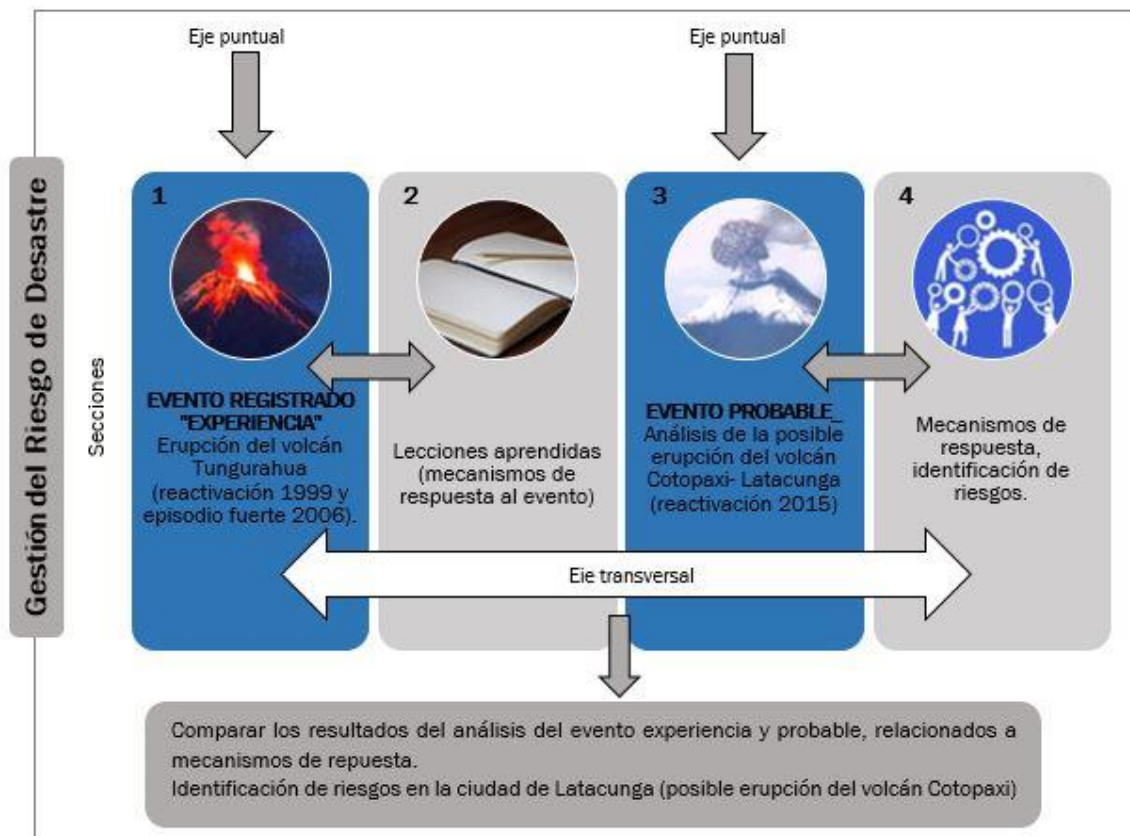 Eje puntual
Eje puntual
Gestión del Riesgo de Desastre
Secciones
1
EVENTO REGISTRADO
"EXPERIENCIA"
Erupción del volcán
Tungurahua
(reactivación 1999 y
episodio fuerte 2006).
2
Lecciones aprendidas
(mecanismos de
respuesta al evento)
3
EVENTO PROBABLE_
Análisis de la posible
erupción del volcán
Cotopaxi- Latacunga
(reactivación 2015)
4
Mecanismos de
respuesta,
identificación de
riesgos.
Eje transversal
Comparar los resultados del análisis del evento experiencia y probable, relacionados a
mecanismos de repuesta.
Identificación de riesgos en la ciudad de Latacunga (posible erupción del volcán Cotopaxi)